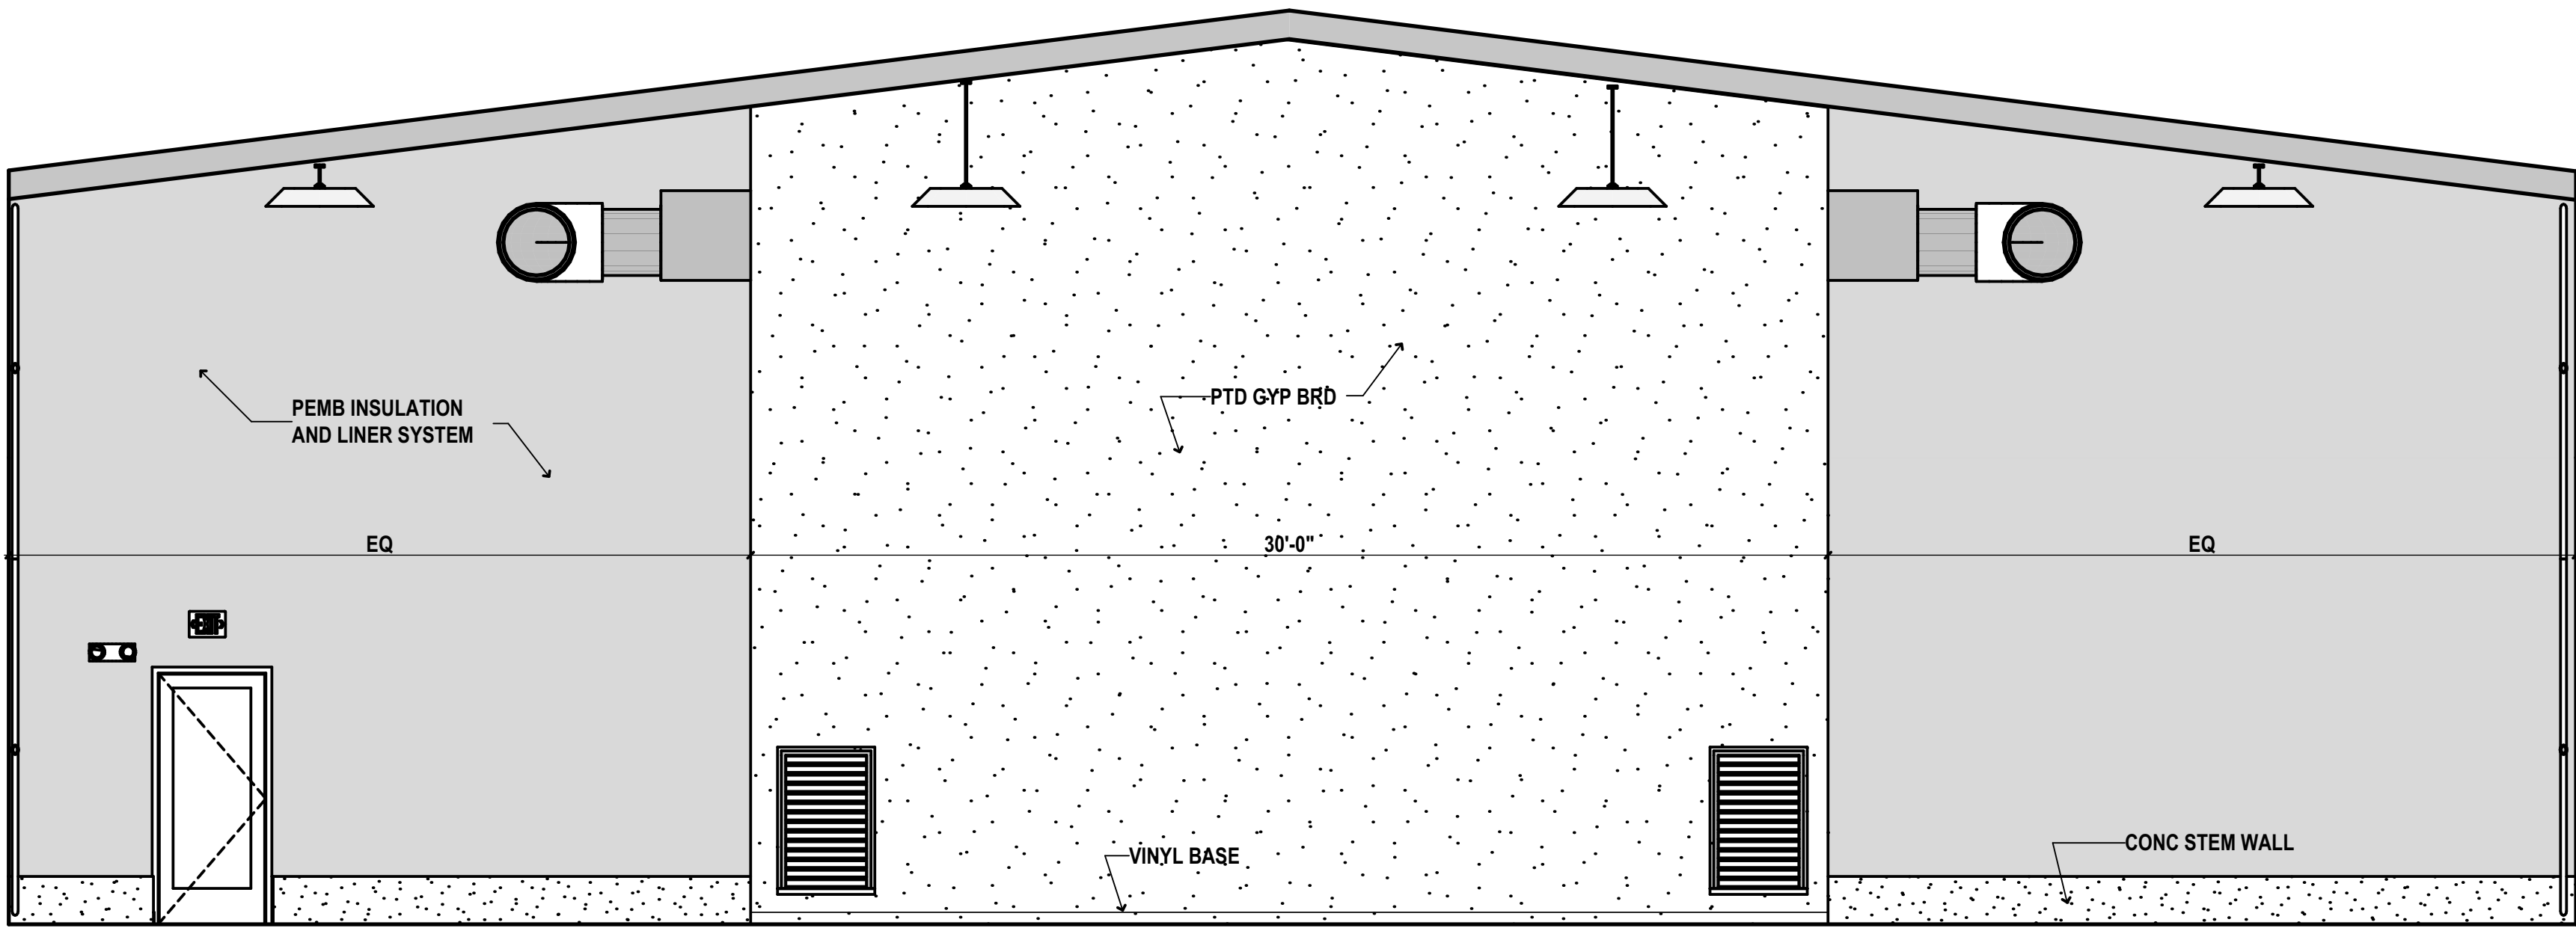 PEMB INSULATION
AND LINER SYSTEM
PTD GYP BRD
EQ
30'-0"
EQ
VINYL BASE
CONC STEM WALL